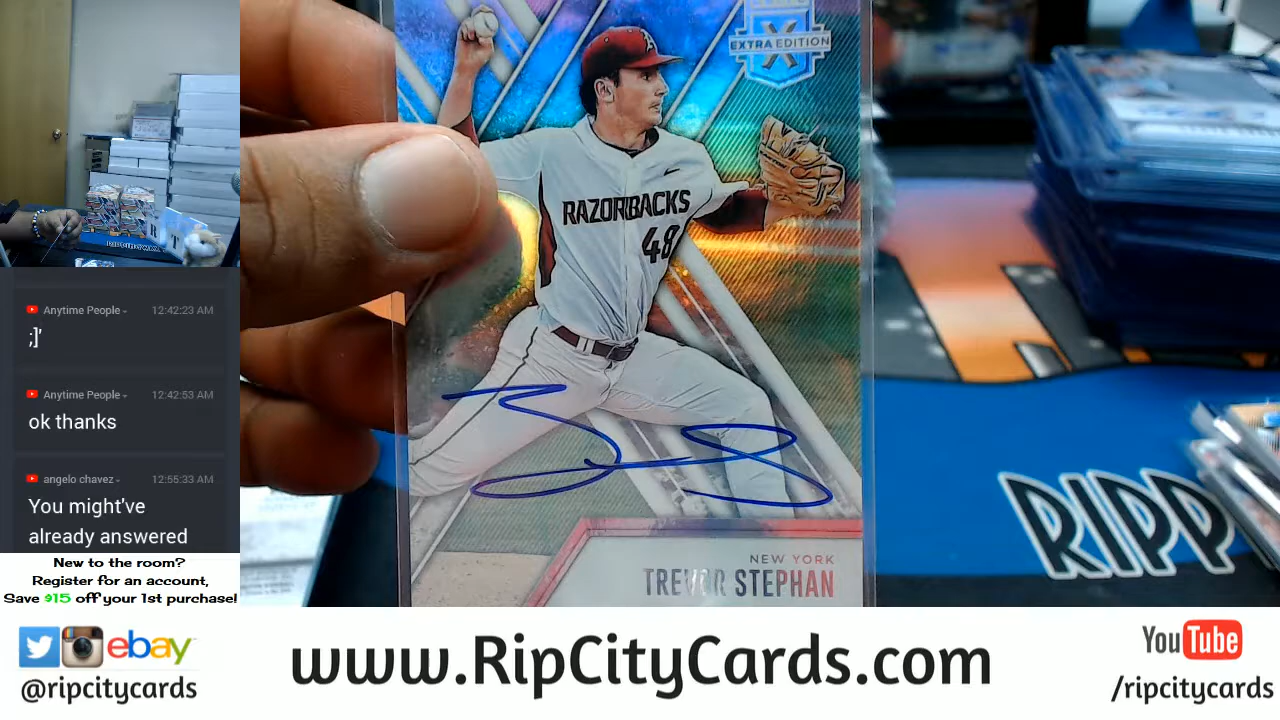 EXTRA EDITION
X
A
RAZORBACKS
48
NEW YORK
TREVOR STEPHAN
Anytime People
12:42:23 AM
;]'
Anytime People
12:42:53 AM
ok thanks
angelo chavez
12:55:33 AM
You might've
already answered
New to the room?
Register for an account,
Save $15 off your 1st purchase!
RIPP
R T
ebay
@ripcitycards
www.RipCityCards.com
You Tube
/ripcitycards